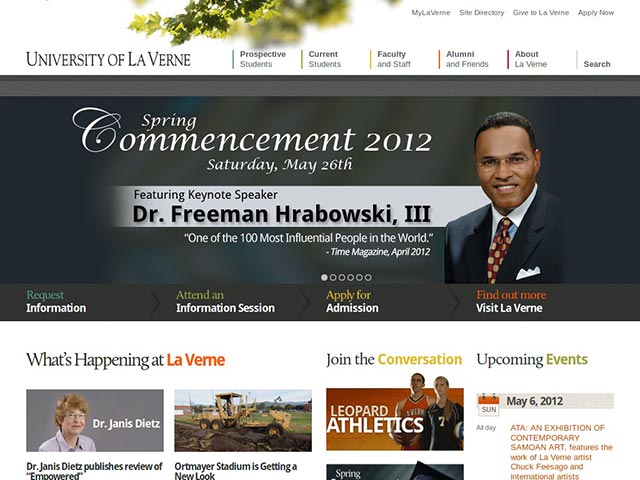 MyLaVerne Site Directory Give to La Verne Apply Now
UNIVERSITY OF LA VERNE
Prospective
Students
Current
Students
Faculty
and Staff
Alumni
and Friends
About
La Verne
Search
Spring
Commencement 2012
Saturday, May 26th
Featuring Keynote Speaker
Dr. Freeman Hrabowski, III
“One of the 100 Most Influential People in the World.”
- Time Magazine, April 2012
Request
Information
Attend an
Information Session
Apply for
Admission
Find out more
Visit La Verne
What's Happening at La Verne
Dr. Janis Dietz
Dr. Janis Dietz publishes review of
“Empowered”
Ortmayer Stadium is Getting a
New Look
Join the Conversation
LEOPARD
ATHLETICS
Spring
Upcoming Events
SUN
May 6, 2012
All day
ATA: AN EXHIBITION OF
CONTEMPORARY
SAMOAN ART, features the
work of La Verne artist
Chuck Feesago and
international artists